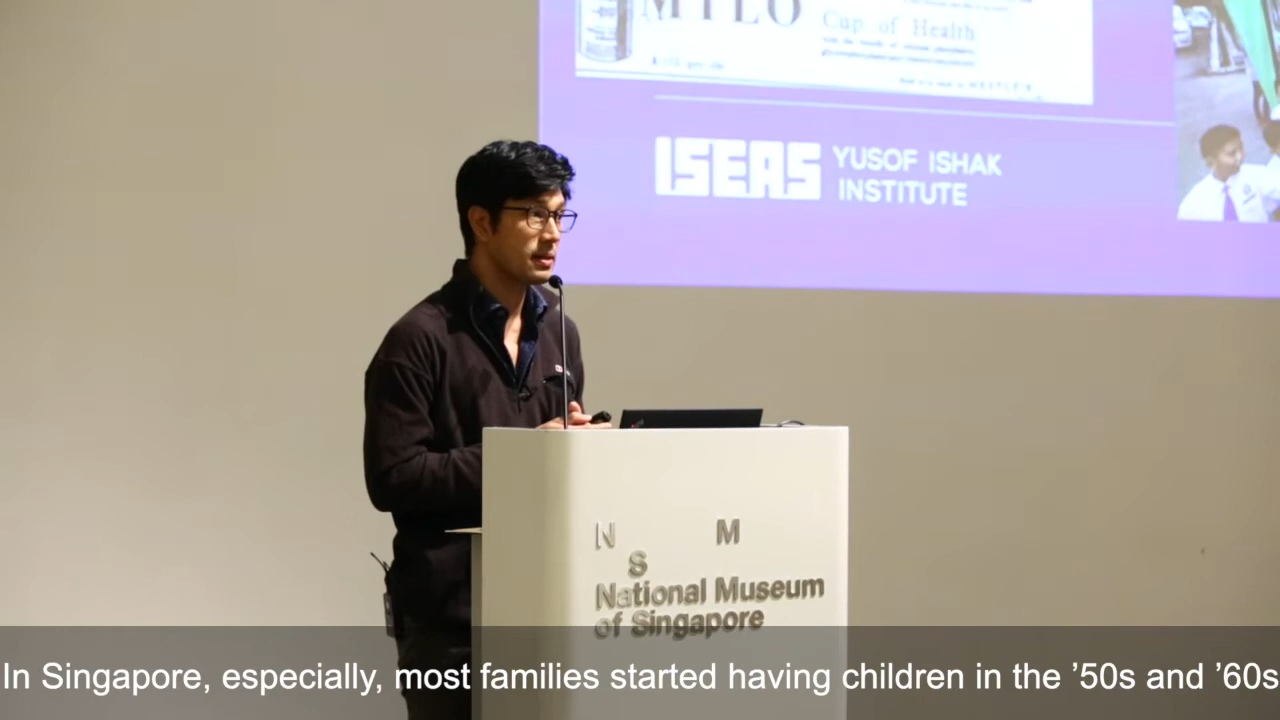 MILO
Cup of Health
ISEAS YUSOF ISHAK
INSTITUTE
N M
S
National Museum
of Singapore
In Singapore, especially, most families started having children in the ’50s and ’60s